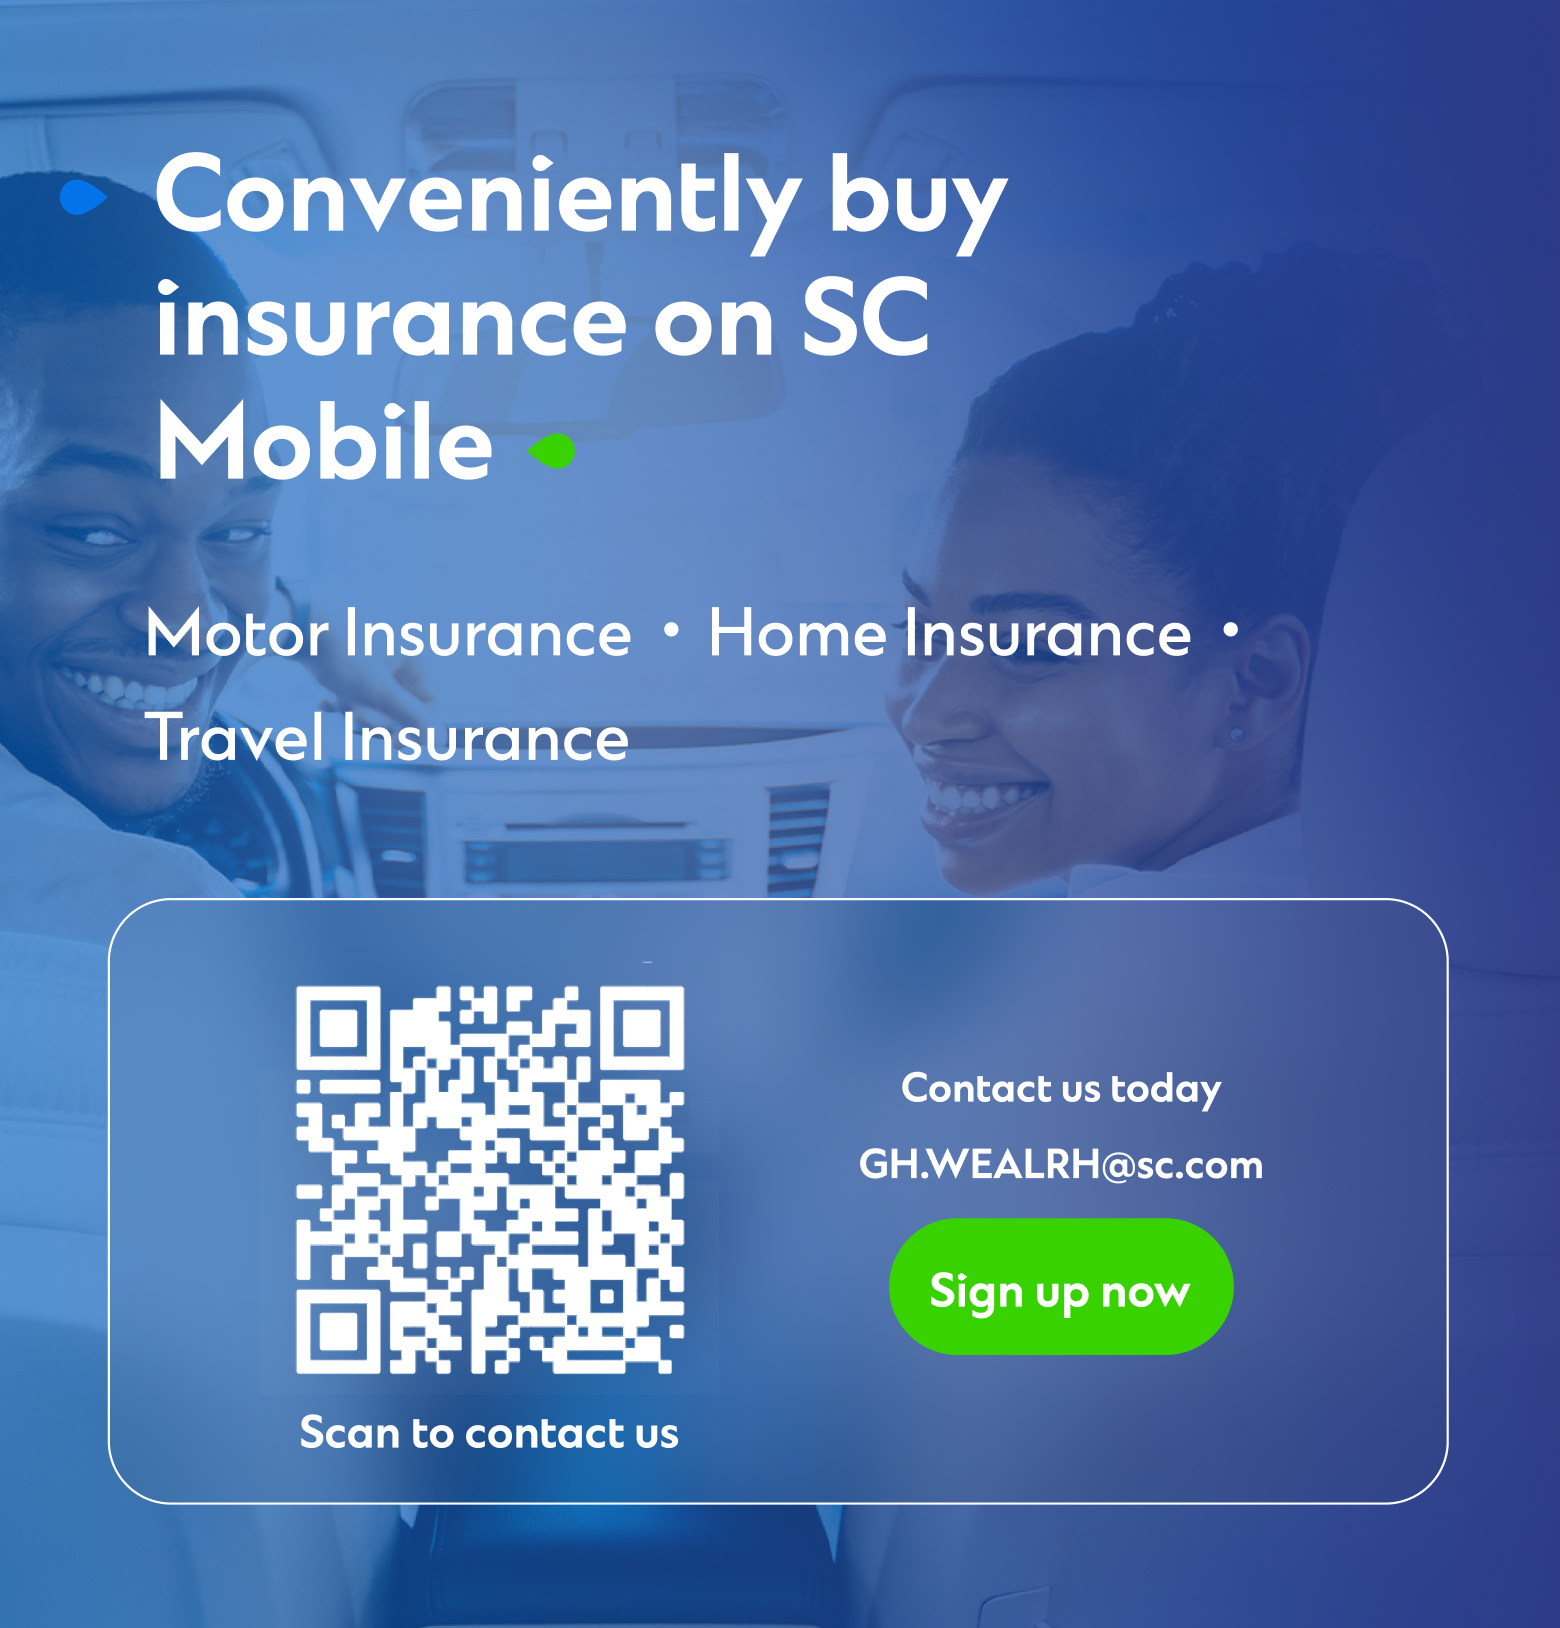 Conveniently buy
insurance on SC
Mobile
Motor Insurance • Home Insurance •
Travel Insurance
Contact us today
GH.WEALRH@sc.com
Sign up now
Scan to contact us